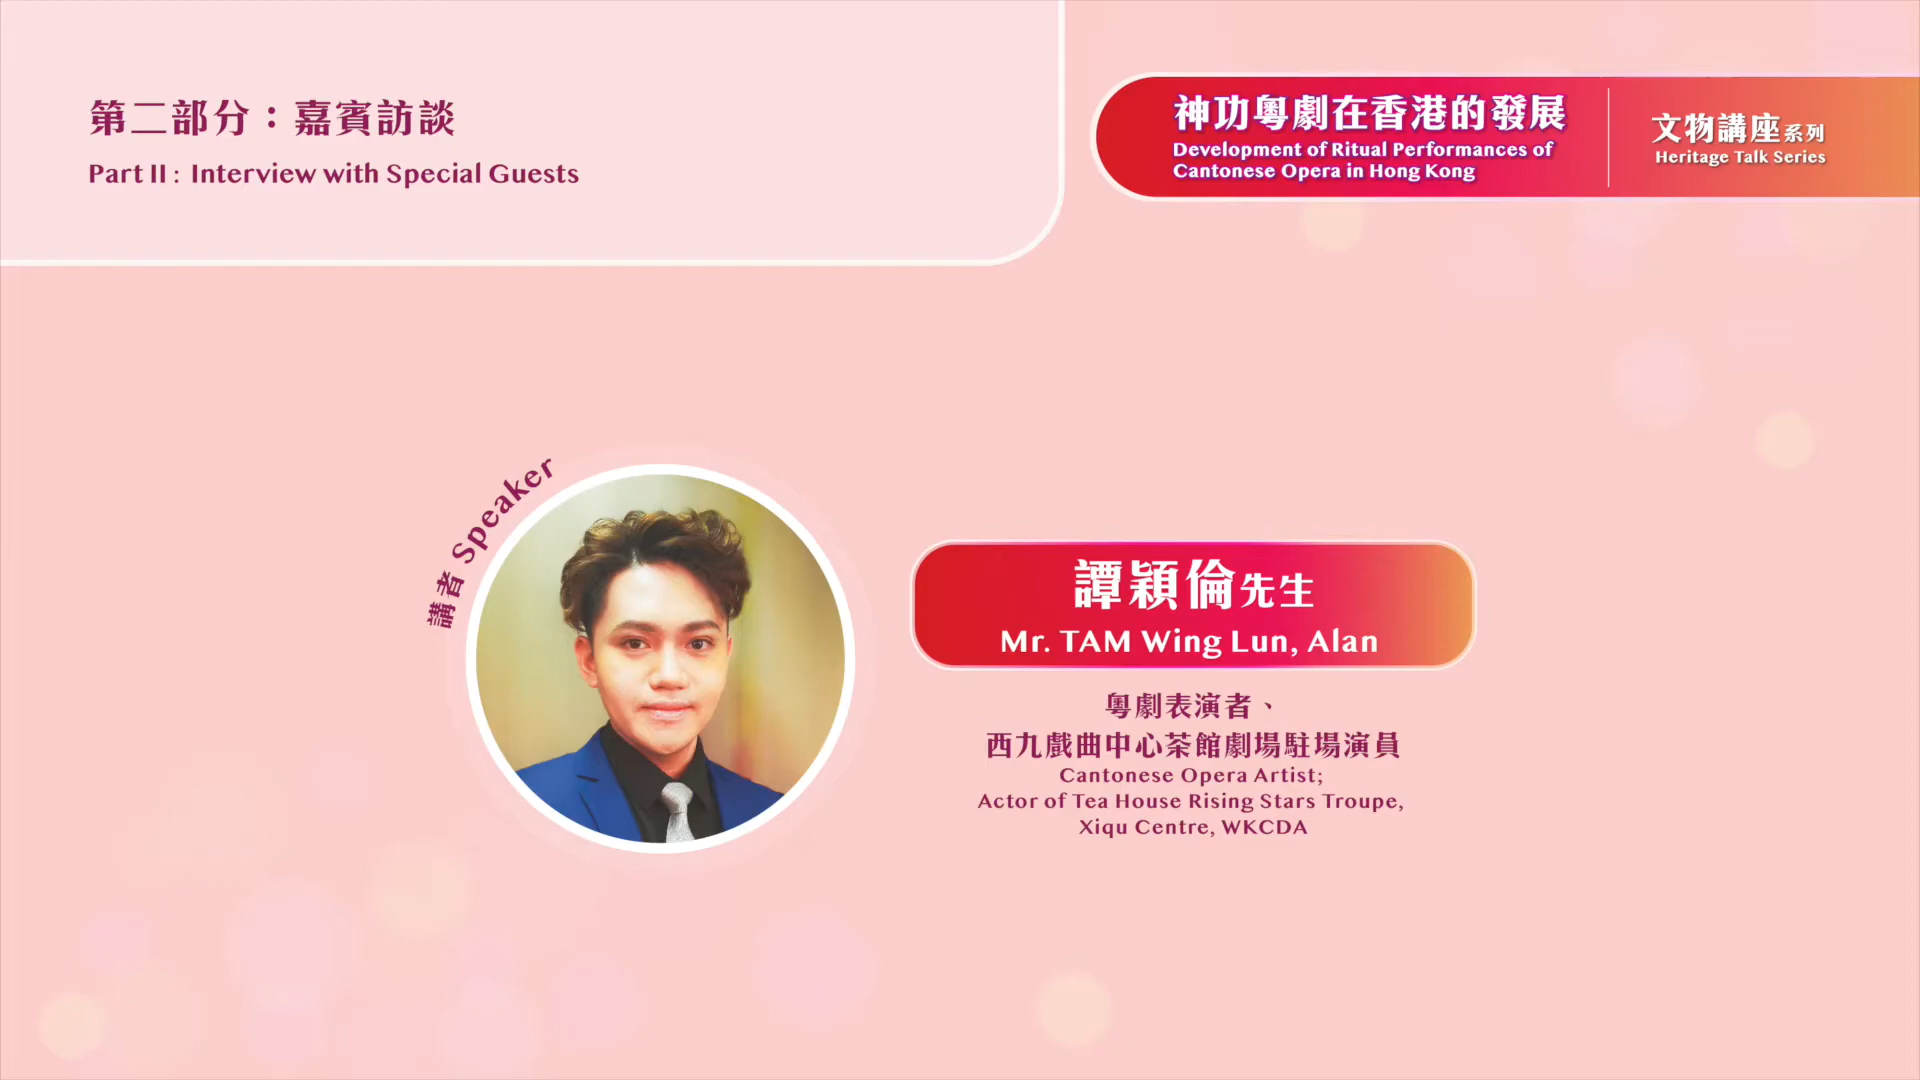 第二部分：嘉賓訪談
Part II : Interview with Special Guests
神功粵劇在香港的發展
Development of Ritual Performances of
Cantonese Opera in Hong Kong
文物講座系列
Heritage Talk Series
講者 Speaker
譚穎倫先生
Mr. TAM Wing Lun, Alan
粵劇表演者、
西九戲曲中心茶館劇場駐場演員
Cantonese Opera Artist;
Actor of Tea House Rising Stars Troupe,
Xiqu Centre, WKCDA